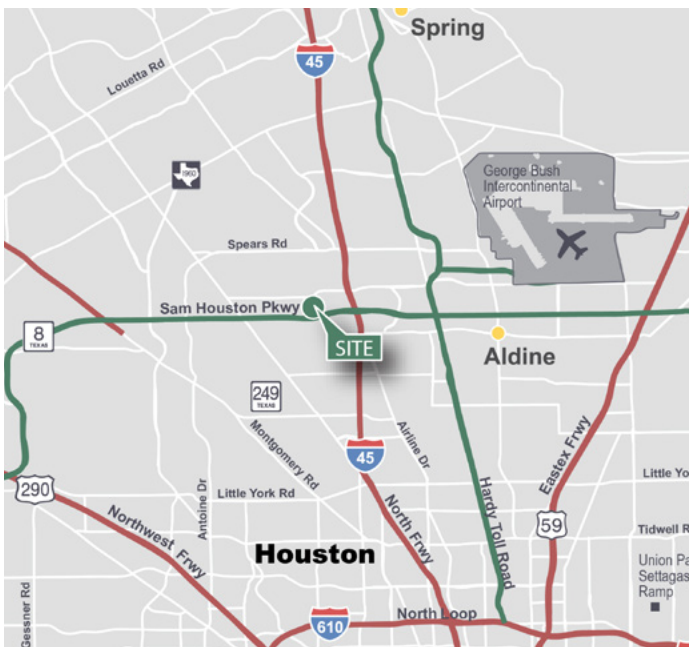 Spring
45
Louetta Rd
1960
George Bush
Intercontinental
Airport
Spears Rd
Sam Houston Pkwy
8
TEXAS
SITE
Aldine
249
TEXAS
Montgomery Rd
Airline Dr
45
Eastex Frwy
290
Little York Rd
Little Yo
Antoine Dr
Northwest Frwy
North Frwy
Hardy Toll Road
59
Tidwell R
Houston
Union Pa
Settagas
Ramp
Gessner Rd
610
North Loop